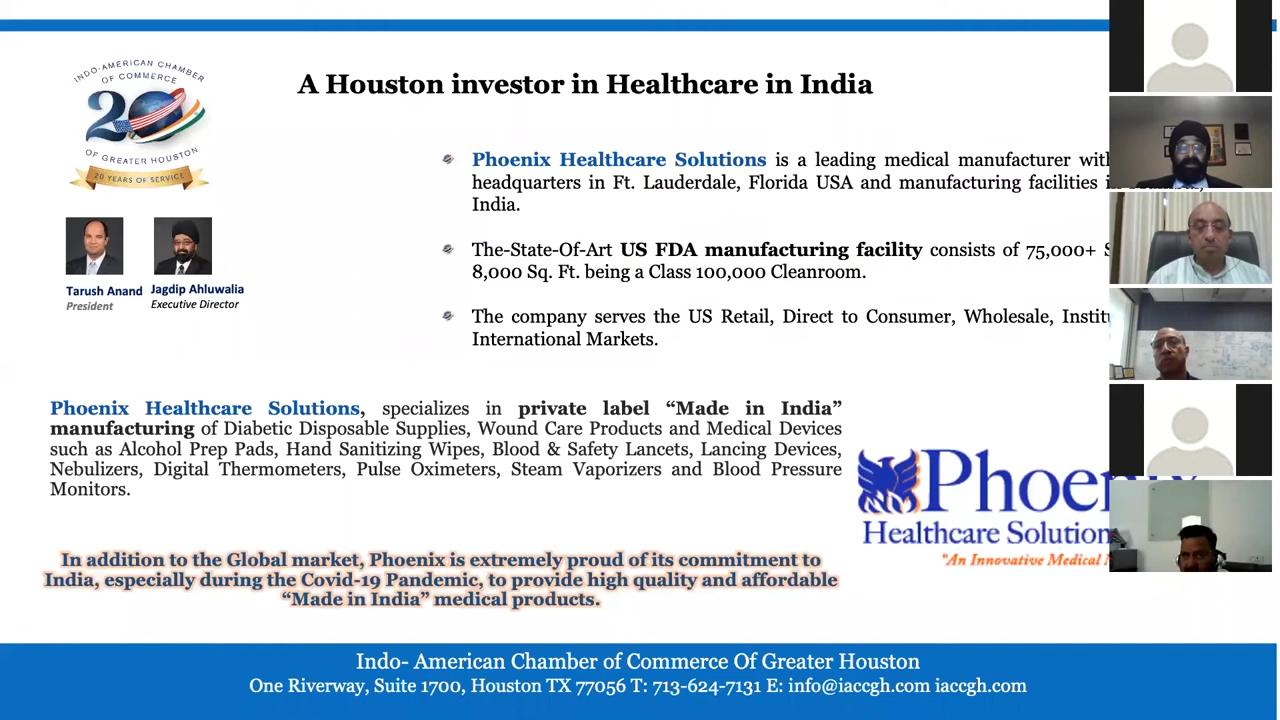 INDO-AMERICAN CHAMBER
OF COMMERCE
20
OF GREATER HOUSTON
20 YEARS OF SERVICE
Tarush Anand
President
Jagdip Ahluwalia
Executive Director
A Houston investor in Healthcare in India
Phoenix Healthcare Solutions is a leading medical manufacturer with
headquarters in Ft. Lauderdale, Florida USA and manufacturing facilities
India.
The-State-Of-Art US FDA manufacturing facility consists of 75,000+
8,000 Sq. Ft. being a Class 100,000 Cleanroom.
The company serves the US Retail, Direct to Consumer, Wholesale,
International Markets.
Phoenix Healthcare Solutions, specializes in private label “Made in India”
manufacturing of Diabetic Disposable Supplies, Wound Care Products and Medical Devices
such as Alcohol Prep Pads, Hand Sanitizing Wipes, Blood & Safety Lancets, Lancing Devices,
Nebulizers, Digital Thermometers, Pulse Oximeters, Steam Vaporizers and Blood Pressure
Monitors.
Phoenix
Healthcare Solution
"An Innovative Medical
In addition to the Global market, Phoenix is extremely proud of its commitment to
India, especially during the Covid-19 Pandemic, to provide high quality and affordable
“Made in India” medical products.
Indo- American Chamber of Commerce Of Greater Houston
One Riverway, Suite 1700, Houston TX 77056 T: 713-624-7131 E: info@iaccgh.com iaccgh.com